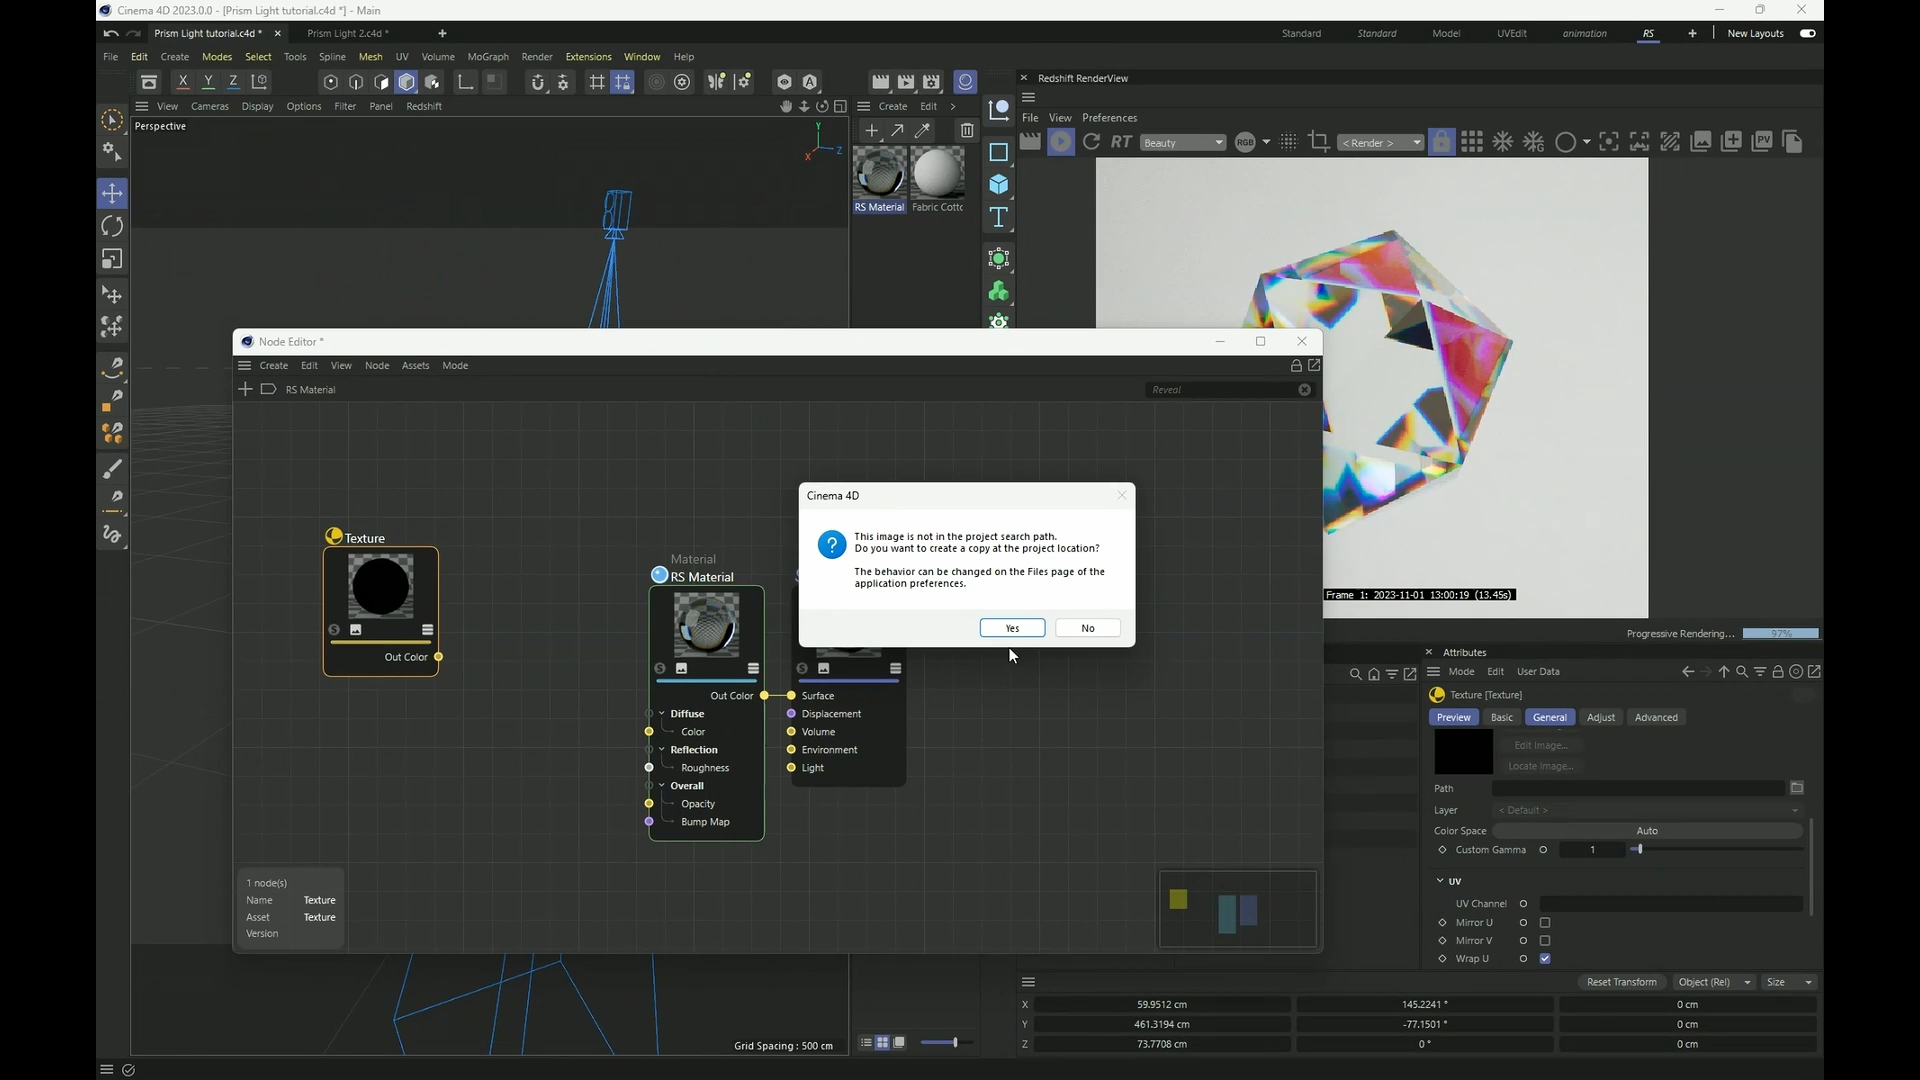 Cinema 4D 2023.0.0 - [Prism Light tutorial.c4d *] - Main
Prism Light tutorial.c4d *
Prism Light 2.c4d *
Standard
Standard
Model
UVEdit
animation
RS
New Layouts
File Edit Create Modes Select Tools Spline Mesh UV Volume MoGraph Render Extensions Window Help
X Y Z
Redshift RenderView
View Cameras Display Options Filter Panel Redshift
Create Edit
File View Preferences
Perspective
Y
Z
X
RT
Beauty
RGB
< Render >
PV
RS Material
Fabric Cottc
Node Editor *
Create Edit View Node Assets Mode
RS Material
Reveal
Texture
Out Color
Material
RS Material
Out Color
Diffuse
Color
Reflection
Roughness
Overall
Opacity
Bump Map
Surface
Displacement
Volume
Environment
Light
Cinema 4D
This image is not in the project search path.
Do you want to create a copy at the project location?
The behavior can be changed on the Files page of the
application preferences.
Yes
No
1 node(s)
Name Texture
Asset Texture
Version
Frame 1: 2023-11-01 13:00:19 (13.45s)
Progressive Rendering... 97%
Attributes
Mode Edit User Data
Texture [Texture]
Preview Basic General Adjust Advanced
Edit Image...
Locate Image...
Path
Layer < Default >
Color Space Auto
Custom Gamma 1
UV
UV Channel
Mirror U
Mirror V
Wrap U
Reset Transform Object (Rel) Size
X 59.9512 cm 145.2241 ° 0 cm
Y 461.3194 cm -77.1501 ° 0 cm
Z 73.7708 cm 0 ° 0 cm
Grid Spacing : 500 cm